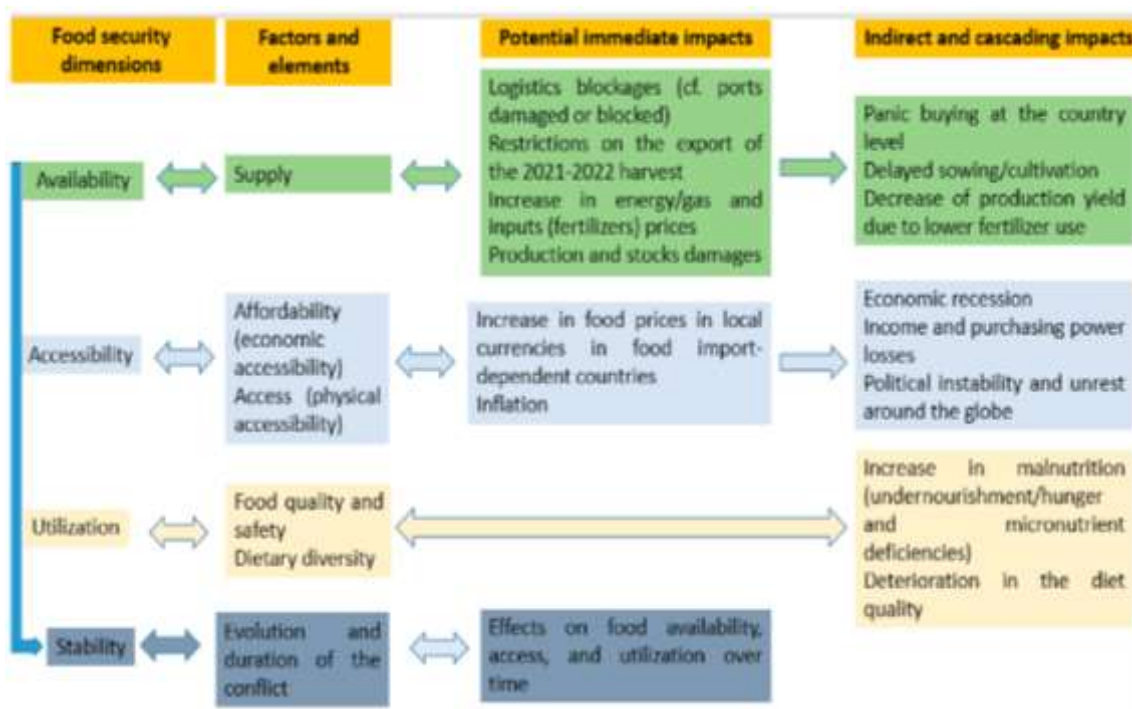 Food security
dimensions
Factors and
elements
Potential immediate impacts
Indirect and cascading impacts
Availability
Supply
Logistics blockages (cf. ports
damaged or blocked)
Restrictions on the export of
the 2021-2022 harvest
Increase in energy/gas and
inputs (fertilizers) prices
Production and stocks damages
Panic buying at the country
level
Delayed sowing/cultivation
Decrease of production yield
due to lower fertilizer use
Accessibility
Affordability
(economic
accessibility)
Access (physical
accessibility)
Increase in food prices in local
currencies in food import-
dependent countries
Inflation
Economic recession
Income and purchasing power
losses
Political instability and unrest
around the globe
Utilization
Food quality and
safety
Dietary diversity
Increase in malnutrition
(undernourishment/hunger
and micronutrient
deficiencies)
Deterioration in the diet
quality
Stability
Evolution and
duration of the
conflict
Effects on food availability,
access, and utilization over
time